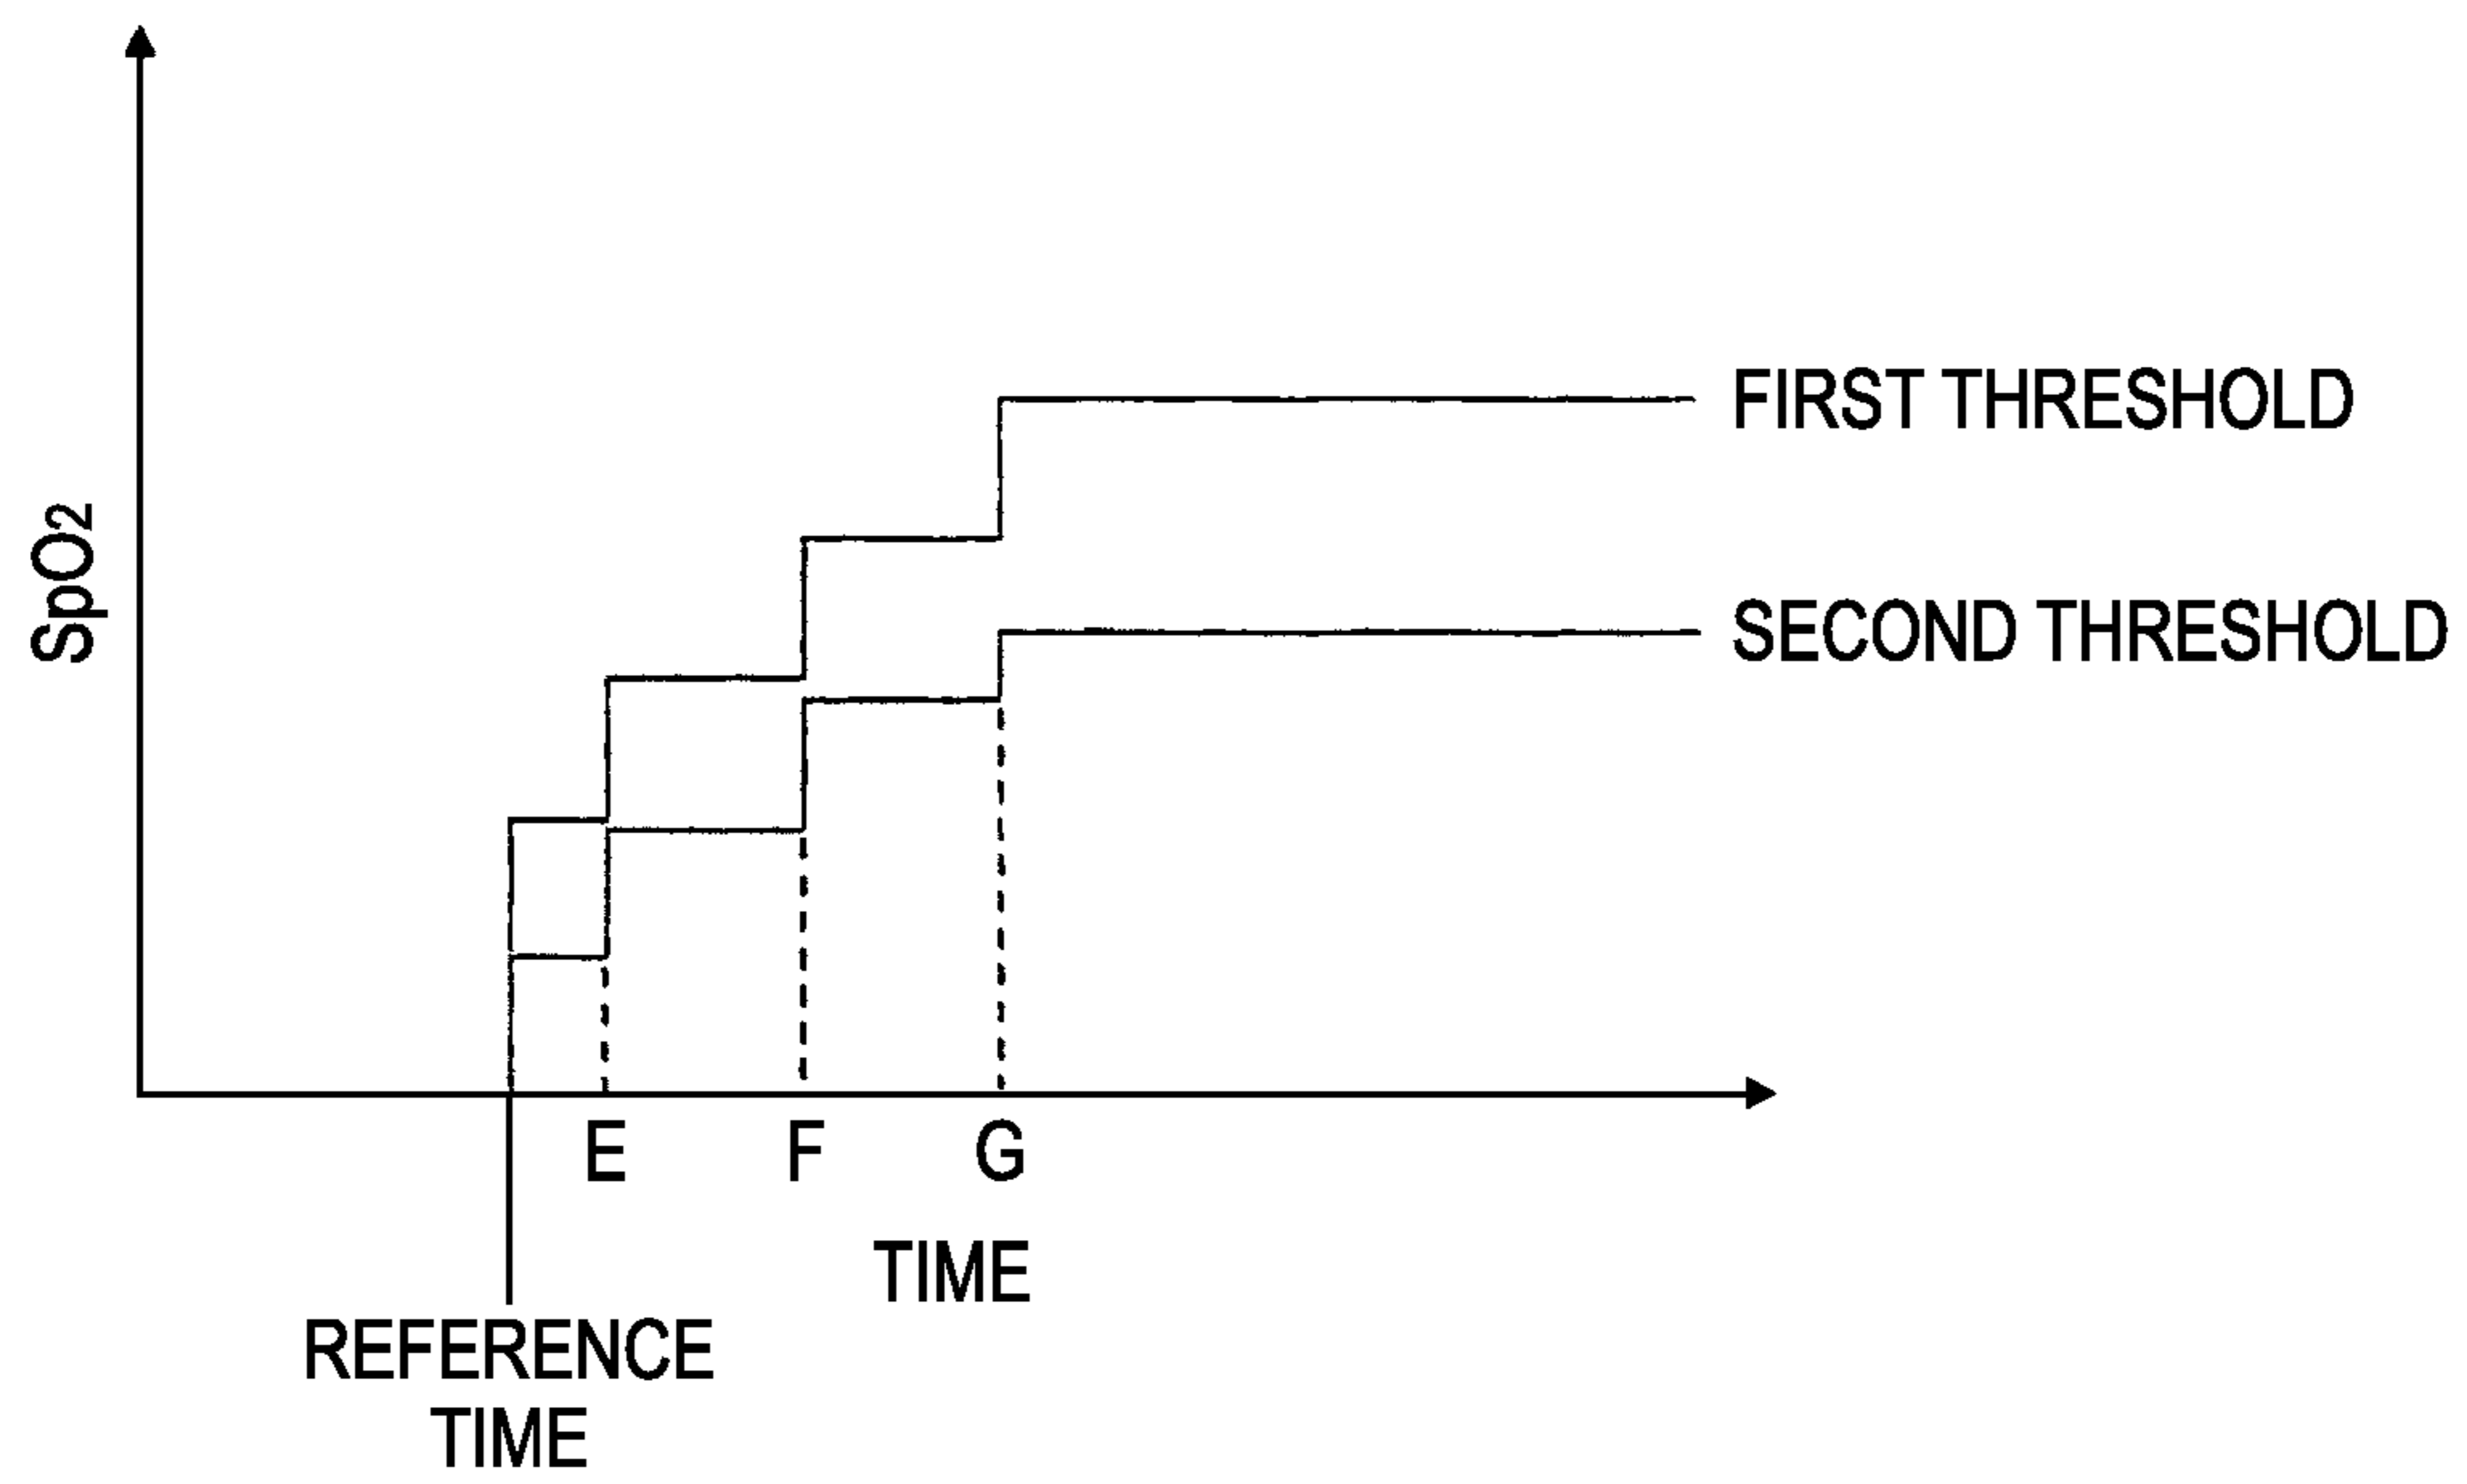 SpO2
FIRST THRESHOLD
SECOND THRESHOLD
E F G
TIME
REFERENCE
TIME